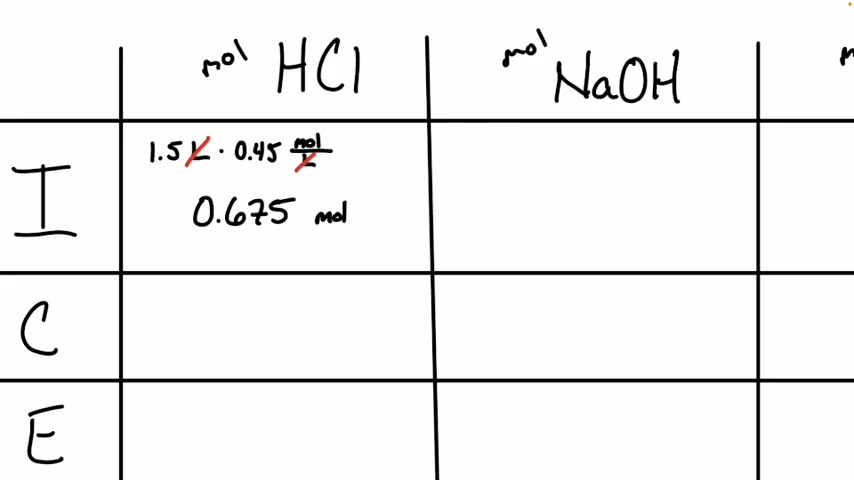 mol HCl
mol NaOH
m
I
1.5 L · 0.45 mol/L
0.675 mol
C
E